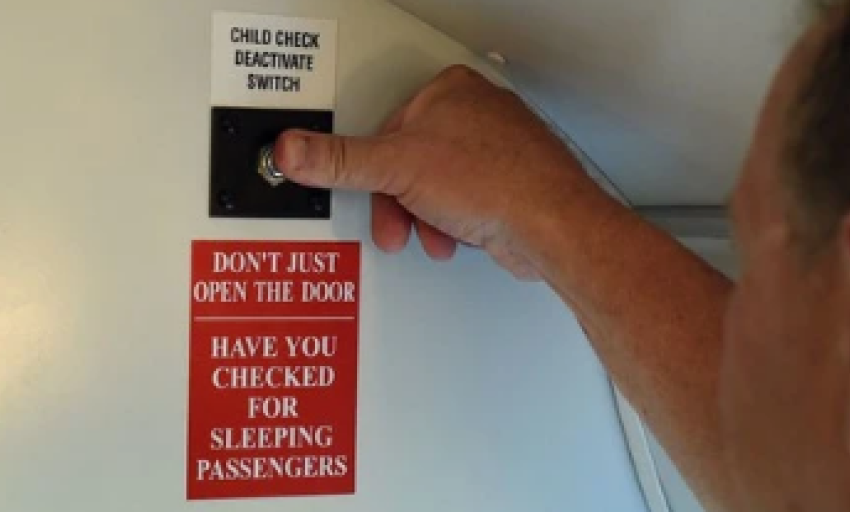 CHILD CHECK
DEACTIVATE
SWITCH
DON'T JUST
OPEN THE DOOR
HAVE YOU
CHECKED
FOR
SLEEPING
PASSENGERS